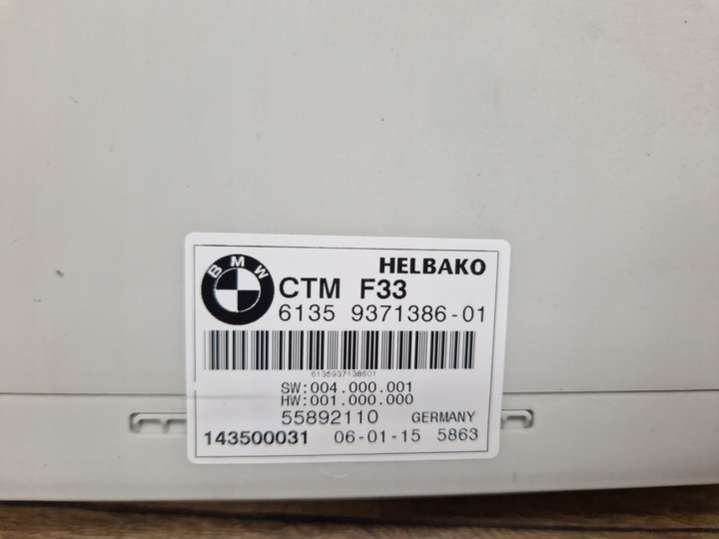 BMW
HELBAKO
CTM F33
6135 9371386-01
6135937138601
SW:004.000.001
HW:001.000.000
55892110 GERMANY
143500031 06-01-15 5863